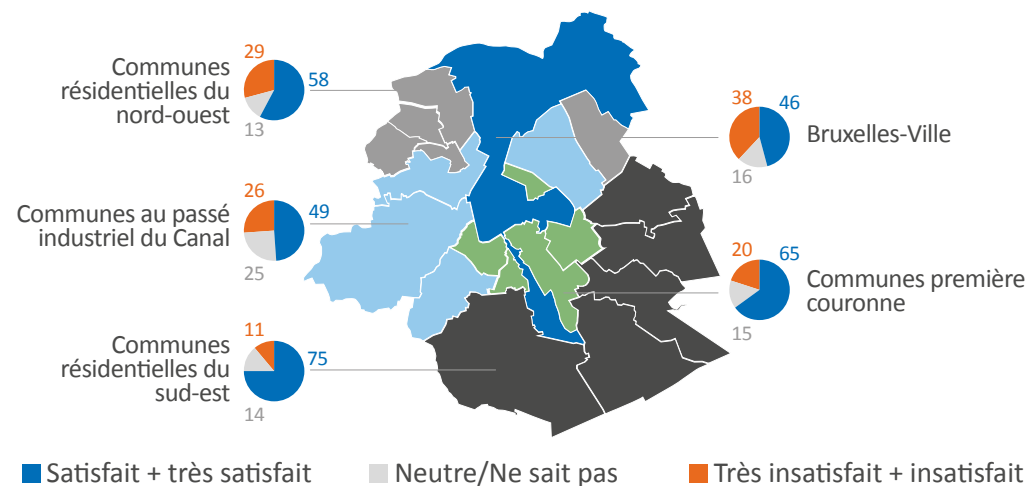 Communes
résidentielles du
nord-ouest
29
58
13
38
46
Bruxelles-Ville
16
Communes au passé
industriel du Canal
26
49
25
20
65
Communes première
couronne
15
Communes
résidentielles du
sud-est
11
75
14
Satisfait + très satisfait
Neutre/Ne sait pas
Très insatisfait + insatisfait